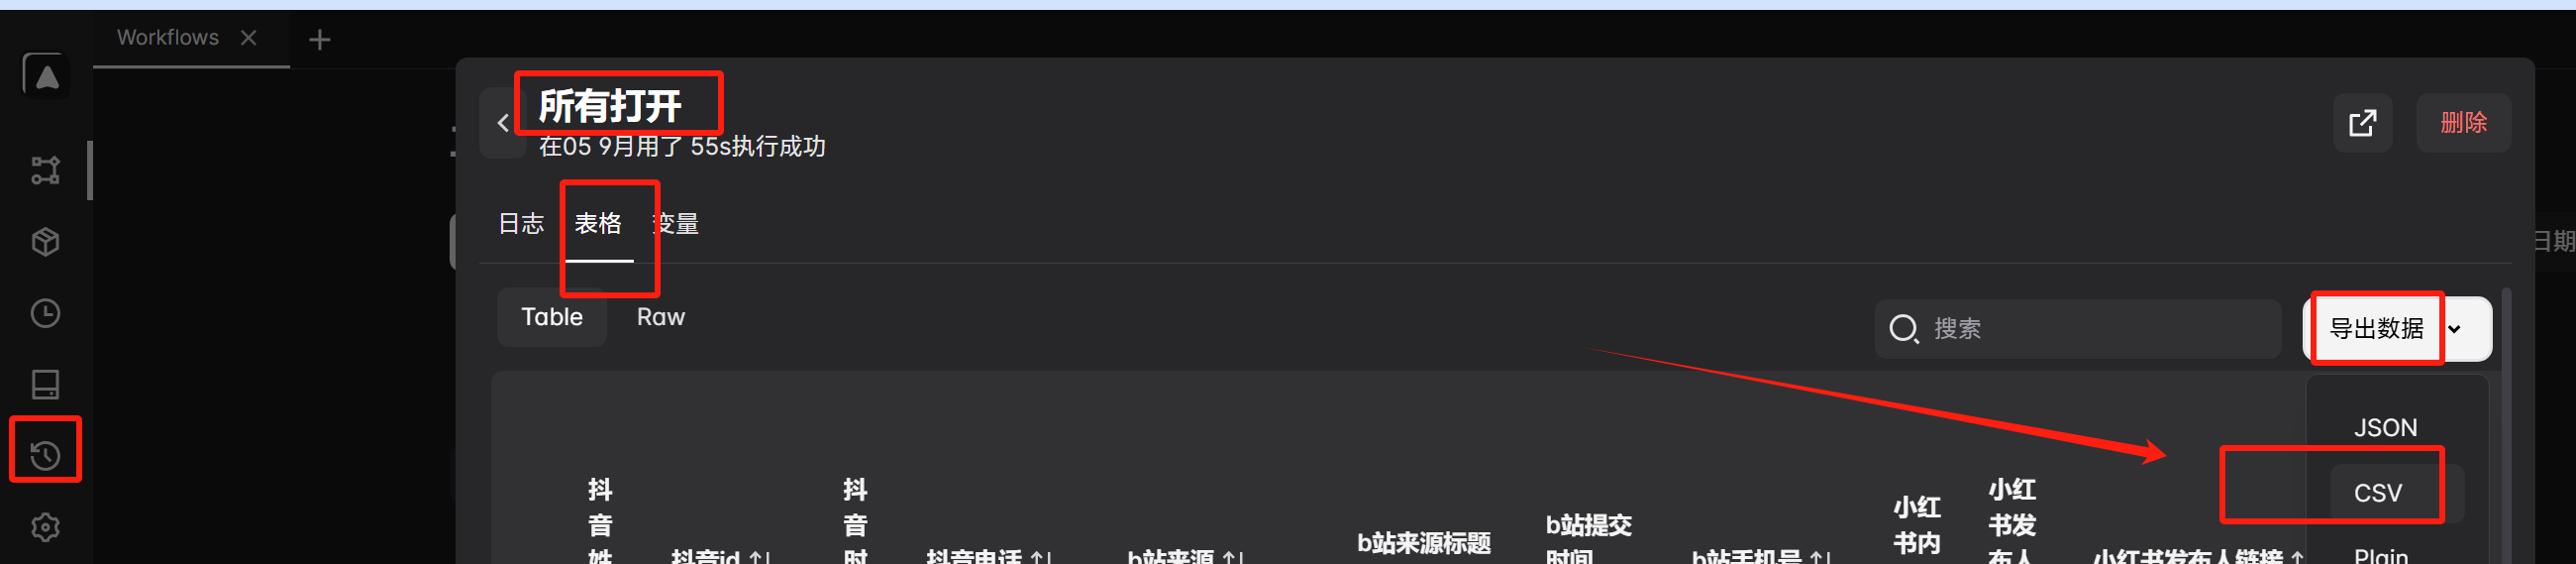 Workflows
所有打开
在05 9月用了 55s执行成功
删除
日志 表格 变量
日期
Table Raw
搜索
导出数据
JSON
CSV
Plain
抖音姓
抖音id
抖音时
抖音电话
b站来源
b站来源标题
b站提交时间
b站手机号
小红书内
小红书发布人
小红书发布人链接